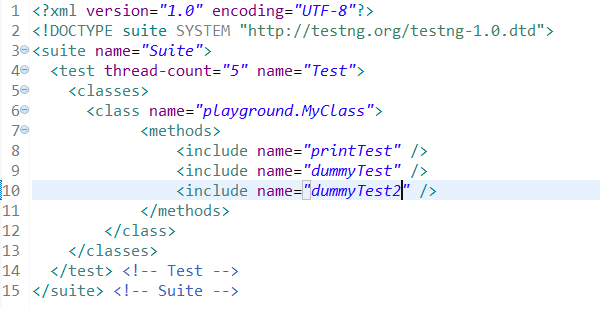 1 <?xml version="1.0" encoding="UTF-8"?>
2 <!DOCTYPE suite SYSTEM "http://testng.org/testng-1.0.dtd">
3 <suite name="Suite">
4 <test thread-count="5" name="Test">
5 <classes>
6 <class name="playground.MyClass">
7 <methods>
8 <include name="printTest" />
9 <include name="dummyTest" />
10 <include name="dummyTest2" />
11 </methods>
12 </class>
13 </classes>
14 </test> <!-- Test -->
15 </suite> <!-- Suite -->